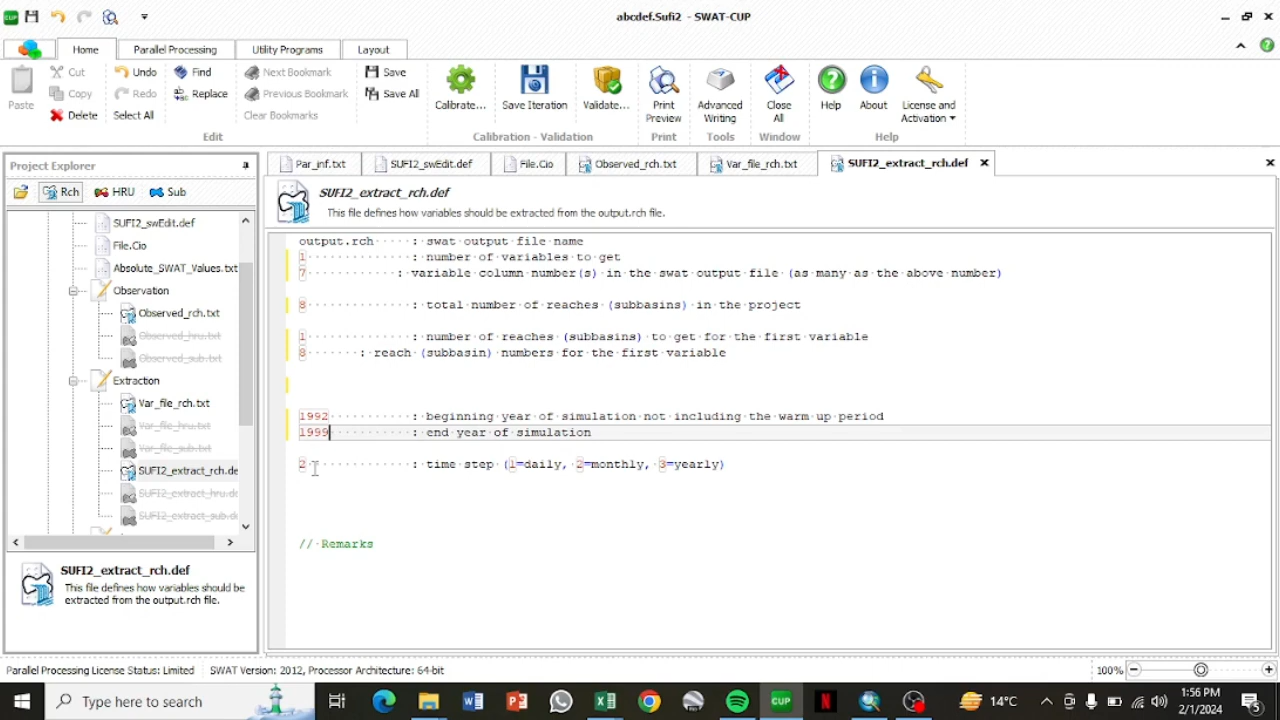 abcdef.Sufi2 - SWAT-CUP
Home Parallel Processing Utility Programs Layout
Paste Cut Copy Delete Undo Redo Select All Find Replace
Edit
Next Bookmark
Previous Bookmark
Clear Bookmarks
Save
Save All
Calibrate... Save Iteration Validate...
Calibration - Validation
Print Preview
Print
Advanced Writing
Tools
Close All
Window
Help About License and Activation
Help
Project Explorer
Rch HRU Sub
SUFI2_swEdit.def
File.Cio
Absolute_SWAT_Values.txt
Observation
Observed_rch.txt
Observed_hru.txt
Observed_sub.txt
Extraction
Var_file_rch.txt
Var_file_hru.txt
Var_file_sub.txt
SUFI2_extract_rch.de
SUFI2_extract_hru.de
SUFI2_extract_sub.de
SUFI2_extract_rch.def
This file defines how variables should be
extracted from the output.rch file.
Par_inf.txt SUFI2_swEdit.def File.Cio Observed_rch.txt Var_file_rch.txt SUFI2_extract_rch.def
SUFI2_extract_rch.def
This file defines how variables should be extracted from the output.rch file.
output.rch : swat output file name
1 : number of variables to get
7 : variable column number(s) in the swat output file (as many as the above number)
8 : total number of reaches (subbasins) in the project
1 : number of reaches (subbasins) to get for the first variable
8 : reach (subbasin) numbers for the first variable
1992 : beginning year of simulation not including the warm up period
1999 : end year of simulation
2 : time step (1=daily, 2=monthly, 3=yearly)
// Remarks
Parallel Processing License Status: Limited SWAT Version: 2012, Processor Architecture: 64-bit 100%
Type here to search 14°C 1:56 PM
2/1/2024
5